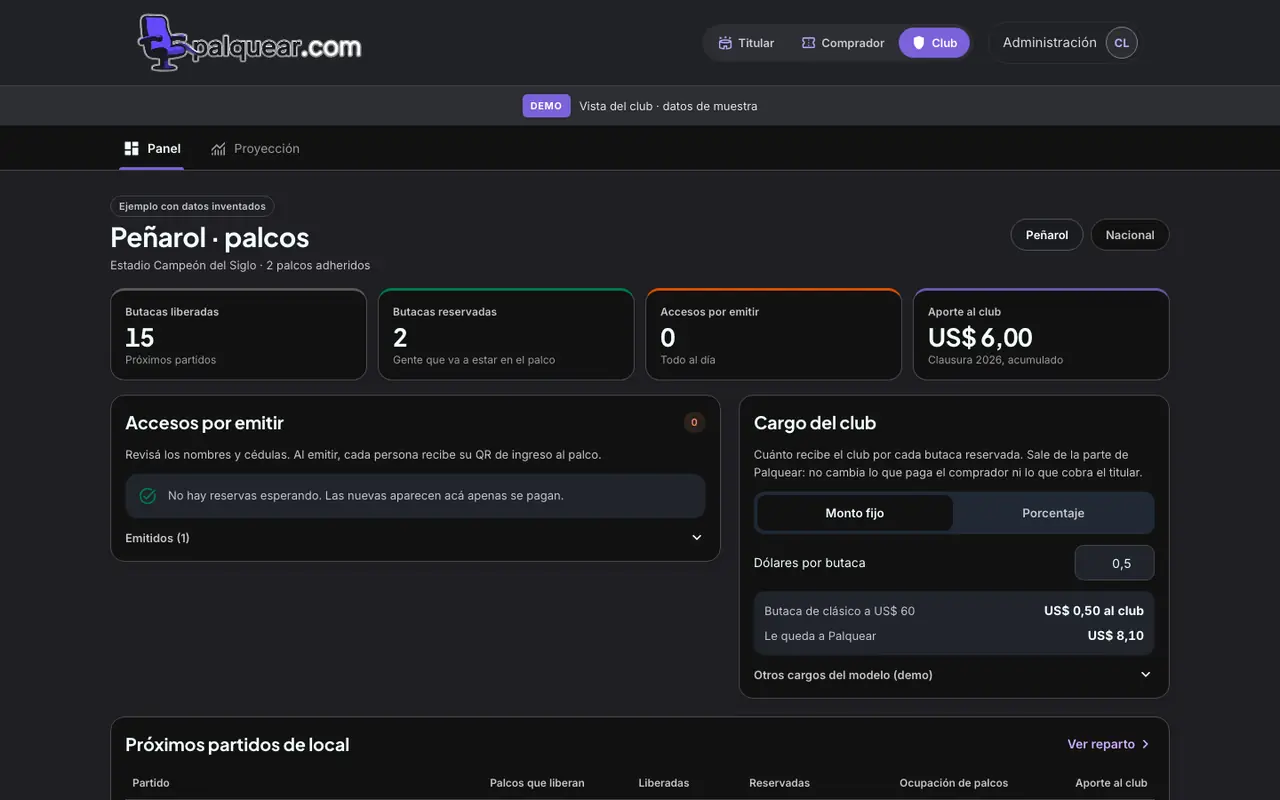 palquear.com
Titular
Comprador
Club
Administración
CL
DEMO
Vista del club · datos de muestra
Panel
Proyección
Ejemplo con datos inventados
Peñarol · palcos
Estadio Campeón del Siglo · 2 palcos adheridos
Peñarol
Nacional
Butacas liberadas
15
Próximos partidos
Butacas reservadas
2
Gente que va a estar en el palco
Accesos por emitir
0
Todo al día
Aporte al club
US$ 6,00
Clausura 2026, acumulado
Accesos por emitir
0
Revisá los nombres y cédulas. Al emitir, cada persona recibe su QR de ingreso al palco.
No hay reservas esperando. Las nuevas aparecen acá apenas se pagan.
Emitidos (1)
Cargo del club
Cuánto recibe el club por cada butaca reservada. Sale de la parte de
Palquear: no cambia lo que paga el comprador ni lo que cobra el titular.
Monto fijo
Porcentaje
Dólares por butaca
0,5
Butaca de clásico a US$ 60
US$ 0,50 al club
Le queda a Palquear
US$ 8,10
Otros cargos del modelo (demo)
Próximos partidos de local
Ver reparto
Partido
Palcos que liberan
Liberadas
Reservadas
Ocupación de palcos
Aporte al club